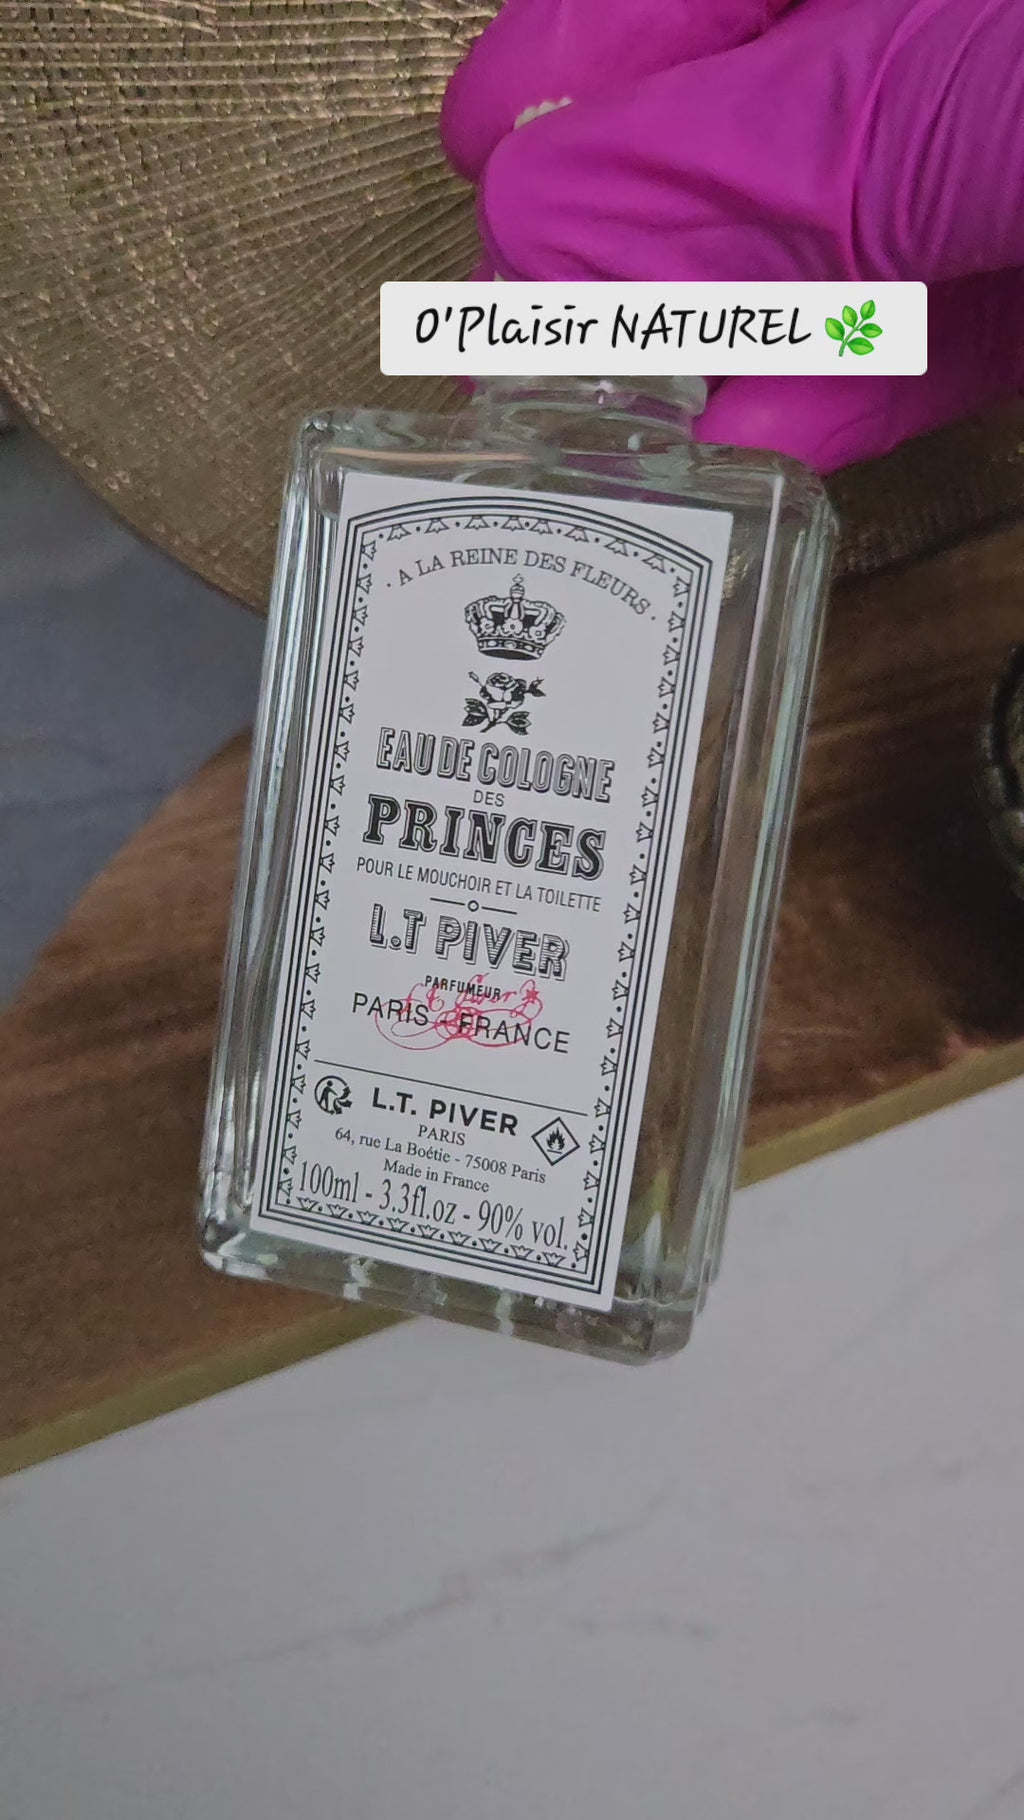 O'Plaisir NATUREL 🌿
· A LA REINE DES FLEURS ·
EAU DE COLOGNE
DES
PRINCES
POUR LE MOUCHOIR ET LA TOILETTE
L.T PIVER
PARFUMEUR
PARIS - FRANCE
L.T. PIVER
PARIS
64, rue La Boétie - 75008 Paris
Made in France
100ml - 3.3fl.oz - 90% vol.